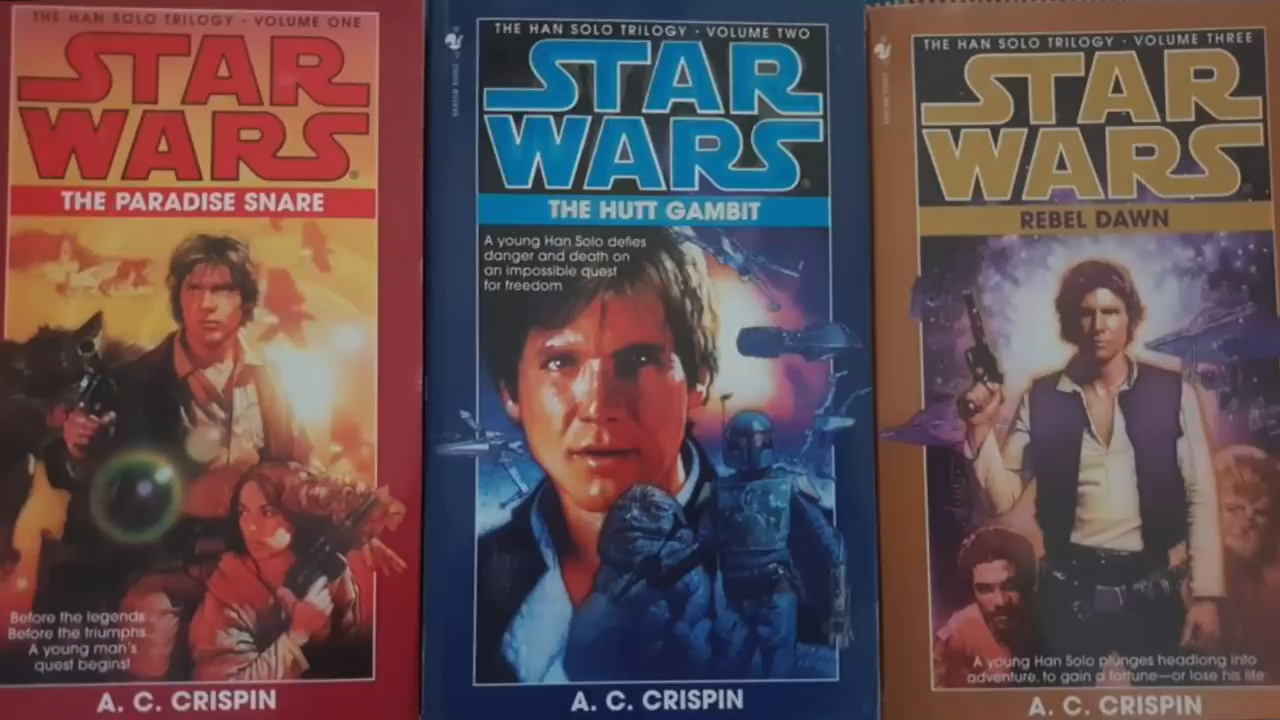 THE HAN SOLO TRILOGY · VOLUME ONE
STAR
WARS®
THE PARADISE SNARE
Before the legends...
Before the triumphs...
A young man's
quest begins!
A. C. CRISPIN
THE HAN SOLO TRILOGY · VOLUME TWO
STAR
WARS®
THE HUTT GAMBIT
A young Han Solo defies
danger and death on
an impossible quest
for freedom
A. C. CRISPIN
THE HAN SOLO TRILOGY · VOLUME THREE
STAR
WARS®
REBEL DAWN
A young Han Solo plunges headlong into
adventure, to gain a fortune—or lose his life
A. C. CRISPIN